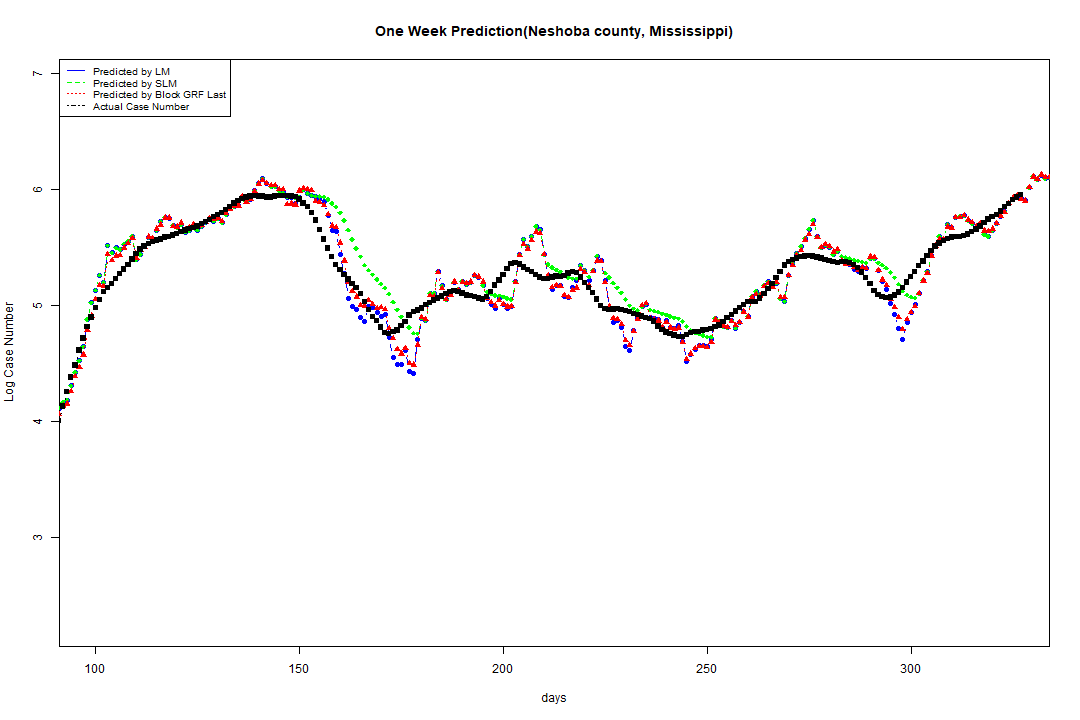 One Week Prediction(Neshoba county, Mississippi)
Predicted by LM
Predicted by SLM
Predicted by Block GRF Last
Actual Case Number
7
6
5
4
3
Log Case Number
100 150 200 250 300
days